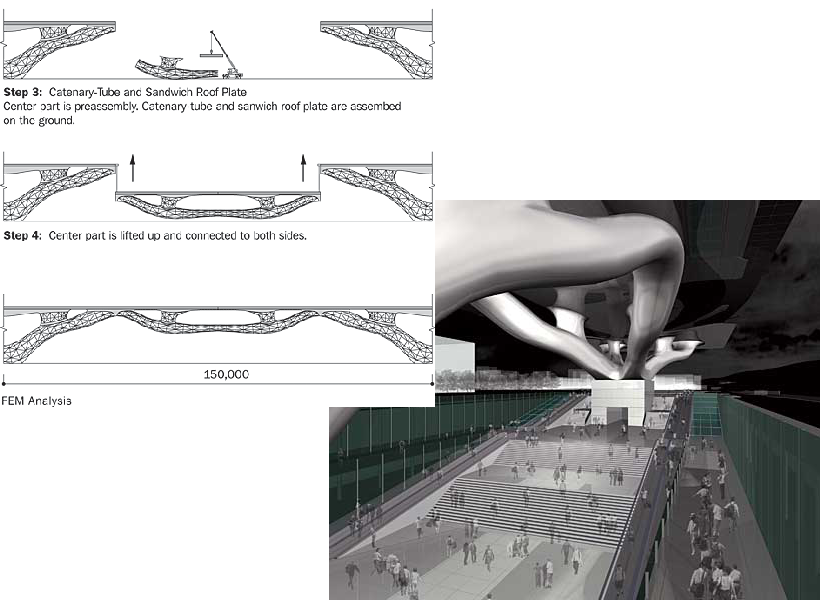 Step 3: Catenary-Tube and Sandwich Roof Plate
Center part is preassembly. Catenary tube and sanwich roof plate are assembed
on the ground.
Step 4: Center part is lifted up and connected to both sides.
150,000
FEM Analysis